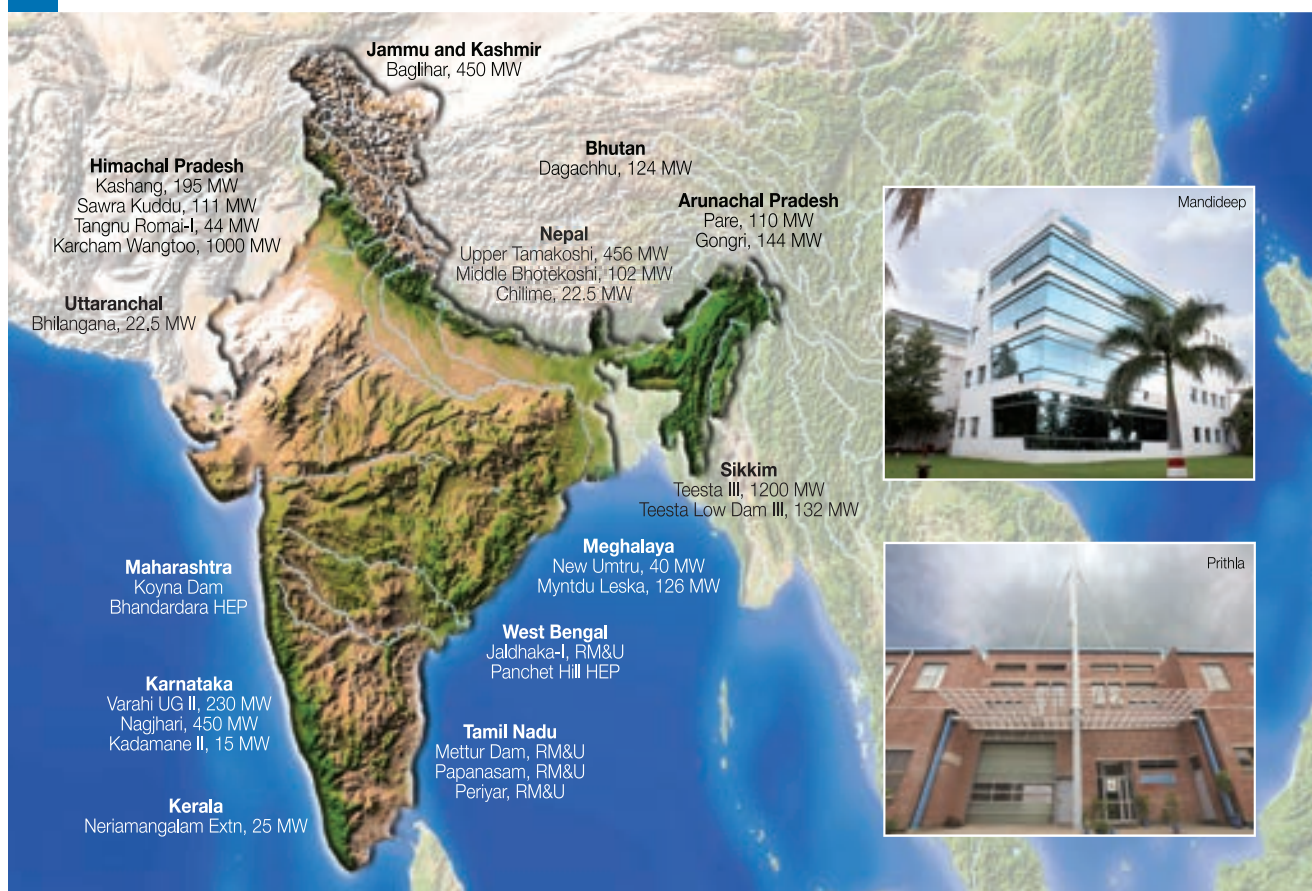 Jammu and Kashmir
Baglihar, 450 MW
Himachal Pradesh
Kashang, 195 MW
Sawra Kuddu, 111 MW
Tangnu Romai-I, 44 MW
Karcham Wangtoo, 1000 MW
Bhutan
Dagachhu, 124 MW
Arunachal Pradesh
Pare, 110 MW
Gongri, 144 MW
Nepal
Upper Tamakoshi, 456 MW
Middle Bhotekoshi, 102 MW
Chilime, 22.5 MW
Uttaranchal
Bhilangana, 22.5 MW
Mandideep
Sikkim
Teesta III, 1200 MW
Teesta Low Dam III, 132 MW
Meghalaya
New Umtru, 40 MW
Myntdu Leska, 126 MW
Maharashtra
Koyna Dam
Bhandardara HEP
West Bengal
Jaldhaka-I, RM&U
Panchet Hill HEP
Karnataka
Varahi UG II, 230 MW
Nagjhari, 450 MW
Kadamane II, 15 MW
Tamil Nadu
Mettur Dam, RM&U
Papanasam, RM&U
Periyar, RM&U
Kerala
Neriamangalam Extn, 25 MW
Prithla